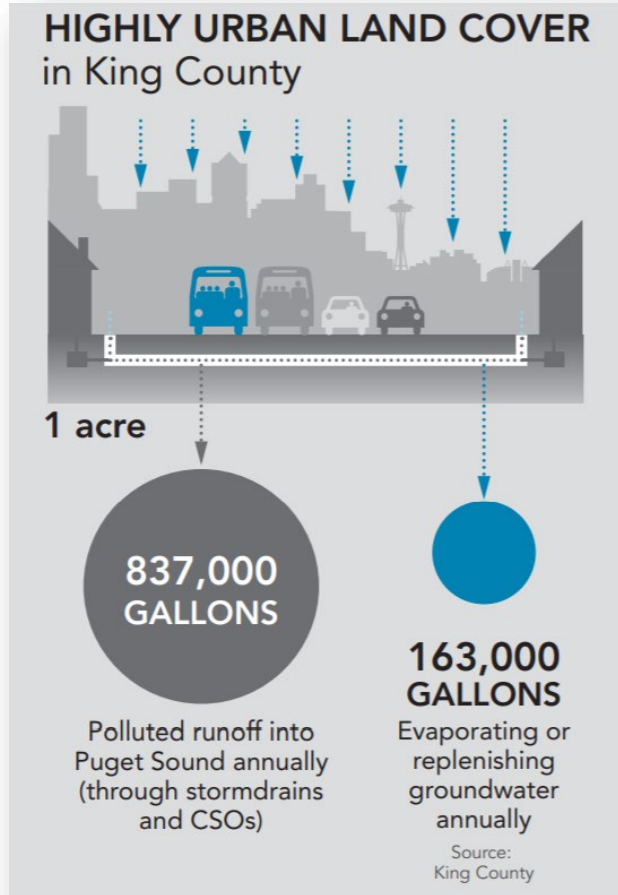 HIGHLY URBAN LAND COVER
in King County
1 acre
837,000
GALLONS
Polluted runoff into
Puget Sound annually
(through stormdrains
and CSOs)
163,000
GALLONS
Evaporating or
replenishing
groundwater
annually
Source:
King County